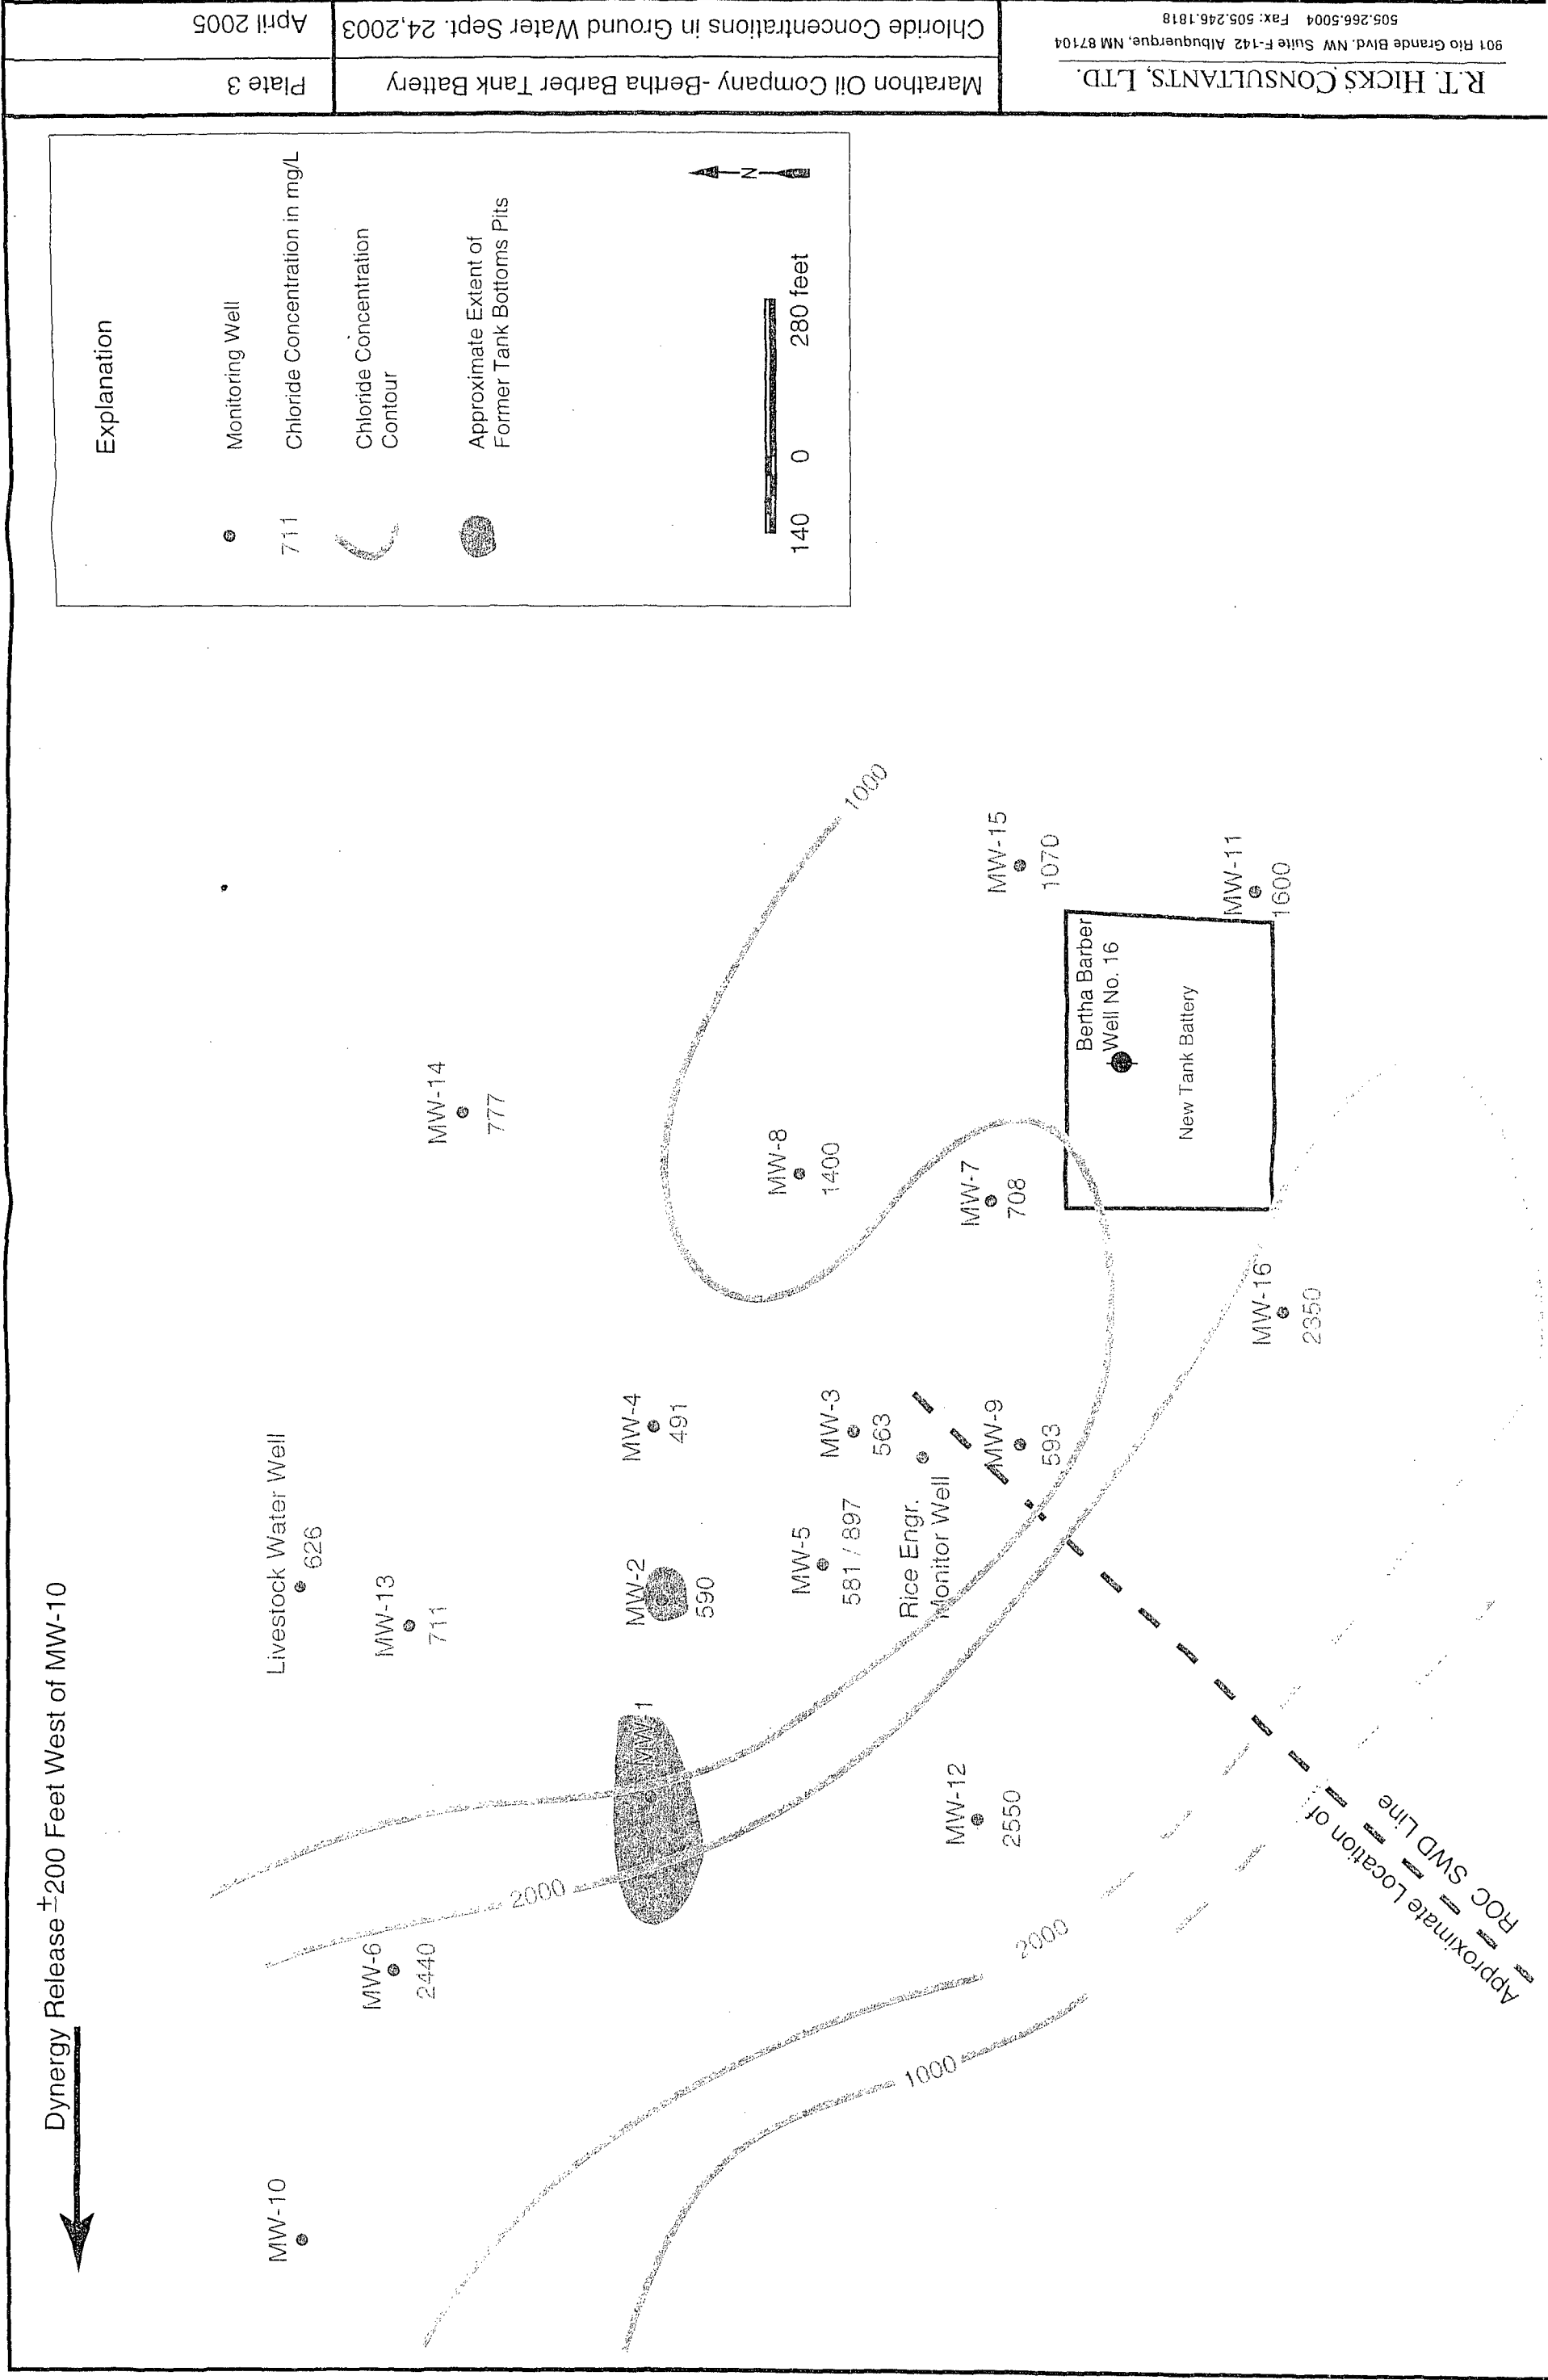 Dynergy Release ±200 Feet West of MW-10
MW-10
Livestock Water Well
626
MW-13
711
MW-6
2440
MW-14
777
MW-4
491
MW-2
590
MW-1
2000
MW-8
1400
MW-3
563
MW-5
581 / 897
Rice Engr.
Monitor Well
MW-9
593
MW-7
708
1000
MW-15
1070
MW-12
2550
2000
1000
Bertha Barber
Well No. 16
New Tank Battery
MW-11
1600
MW-16
2350
Approximate Location of
ROC SWD Line
Explanation
Monitoring Well
711
Chloride Concentration in mg/L
Chloride Concentration
Contour
Approximate Extent of
Former Tank Bottoms Pits
N
140 0 280 feet
R.T. HICKS CONSULTANTS, LTD.
901 Rio Grande Blvd. NW Suite F-142 Albuquerque, NM 87104
505.266.5004 Fax: 505.246.1818
Marathon Oil Company -Bertha Barber Tank Battery
Chloride Concentrations in Ground Water Sept. 24,2003
Plate 3
April 2005